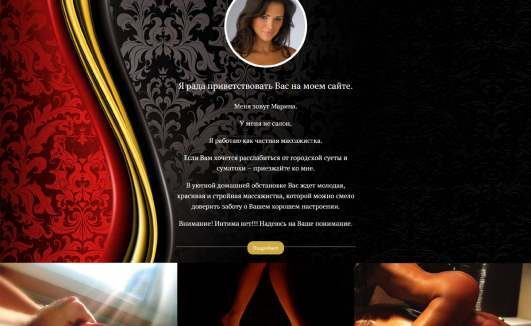 Я рада приветствовать Вас на моем сайте.
Меня зовут Марина.
У меня не салон.
Я работаю как частная массажистка.
Если Вам хочется расслабиться от городской суеты и
суматохи – приезжайте ко мне.
В уютной домашней обстановке Вас ждет молодая,
красивая и стройная массажистка, которой можно смело
доверить заботу о Вашем хорошем настроении.
Внимание! Интима нет!!! Надеюсь на Ваше понимание.
Подробнее